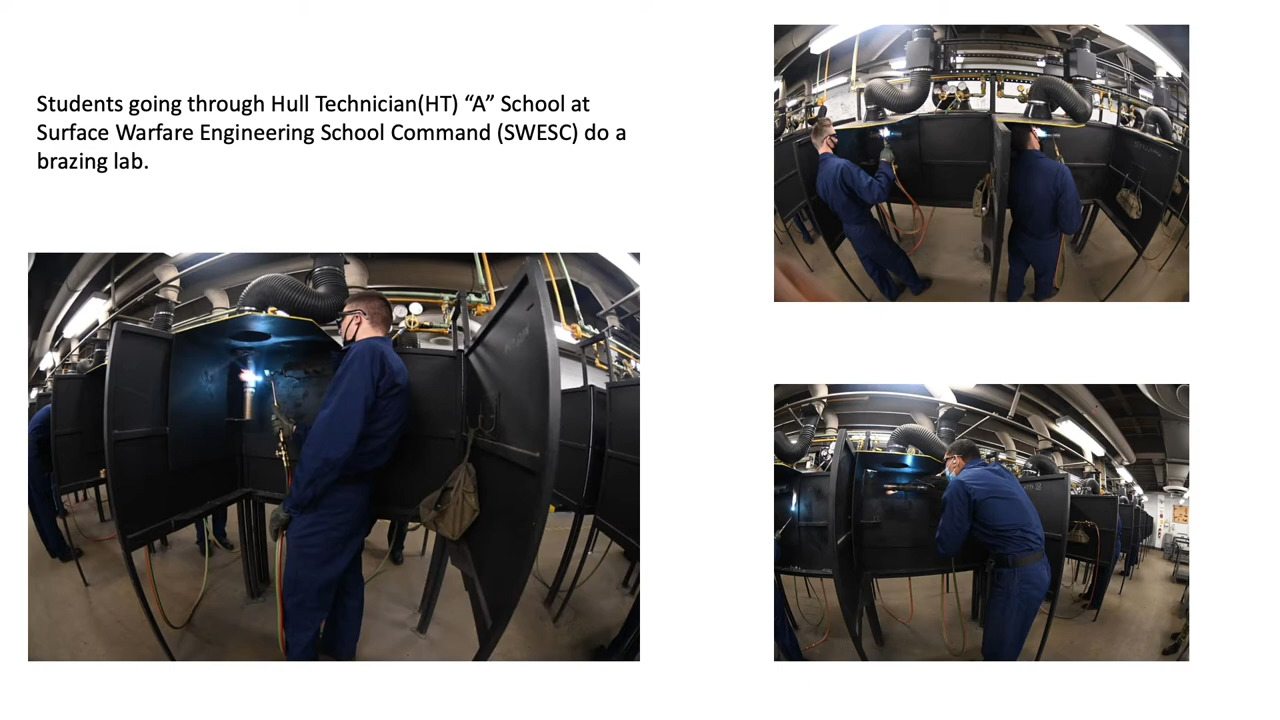 Students going through Hull Technician(HT) “A” School at
Surface Warfare Engineering School Command (SWESC) do a
brazing lab.